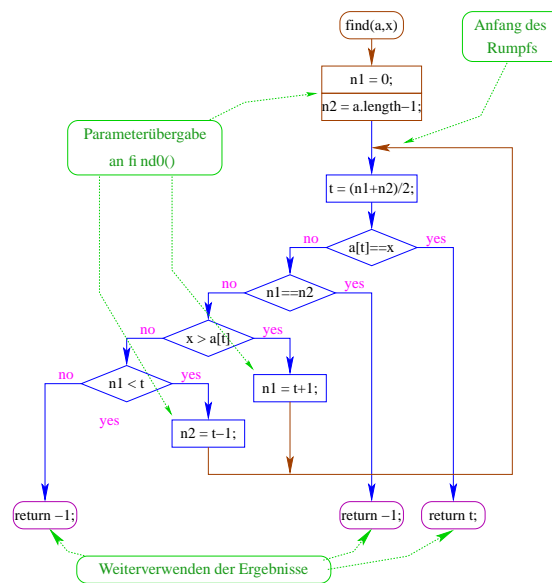 find(a,x)
Anfang des
Rumpfs
n1 = 0;
n2 = a.length−1;
Parameterübergabe
an fi nd0()
t = (n1+n2)/2;
no
yes
a[t]==x
no
yes
n1==n2
no
yes
x > a[t]
no
yes
n1 < t
n1 = t+1;
yes
n2 = t−1;
return −1;
return −1;
return t;
Weiterverwenden der Ergebnisse